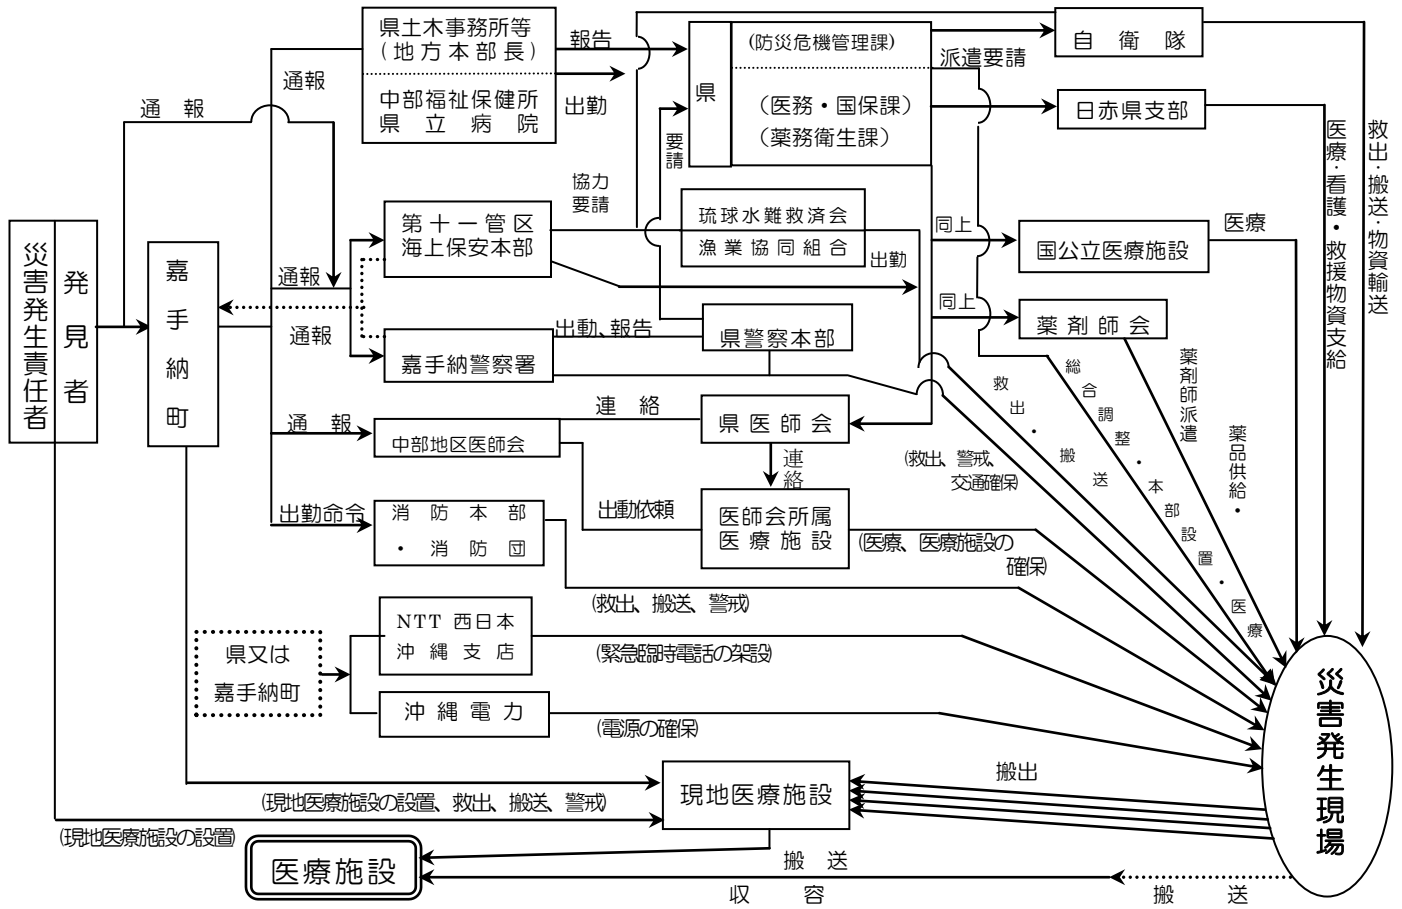 県土木事務所等
(地方本部長)
中部福祉保健所
県立病院
報告
出勤
県
(防災危機管理課)
(医務・国保課)
(薬務衛生課)
自衛隊
派遣要請
日赤県支部
通報
通報
要請
協力
要請
第十一管区
海上保安本部
琉球水難救済会
漁業協同組合
出勤
同上
国公立医療施設
医療
医療・看護・救援物資支給
救出・搬送・物資輸送
災害発生責任者
発見者
嘉手納町
通報
通報
同上
薬剤師会
嘉手納警察署
出動、報告
県警察本部
薬剤師派遣
薬品供給・
救出・搬送
総合調整・本部設置・医療
通報
中部地区医師会
連絡
県医師会
連絡
(救出、警戒、
交通確保)
出勤命令
消防本部
・消防団
出動依頼
医師会所属
医療施設
(医療、医療施設の
確保)
(救出、搬送、警戒)
県又は
嘉手納町
NTT 西日本
沖縄支店
(緊急臨時電話の架設)
沖縄電力
(電源の確保)
災害発生現場
現地医療施設
搬出
(現地医療施設の設置、救出、搬送、警戒)
(現地医療施設の設置)
医療施設
搬送
収容
搬送